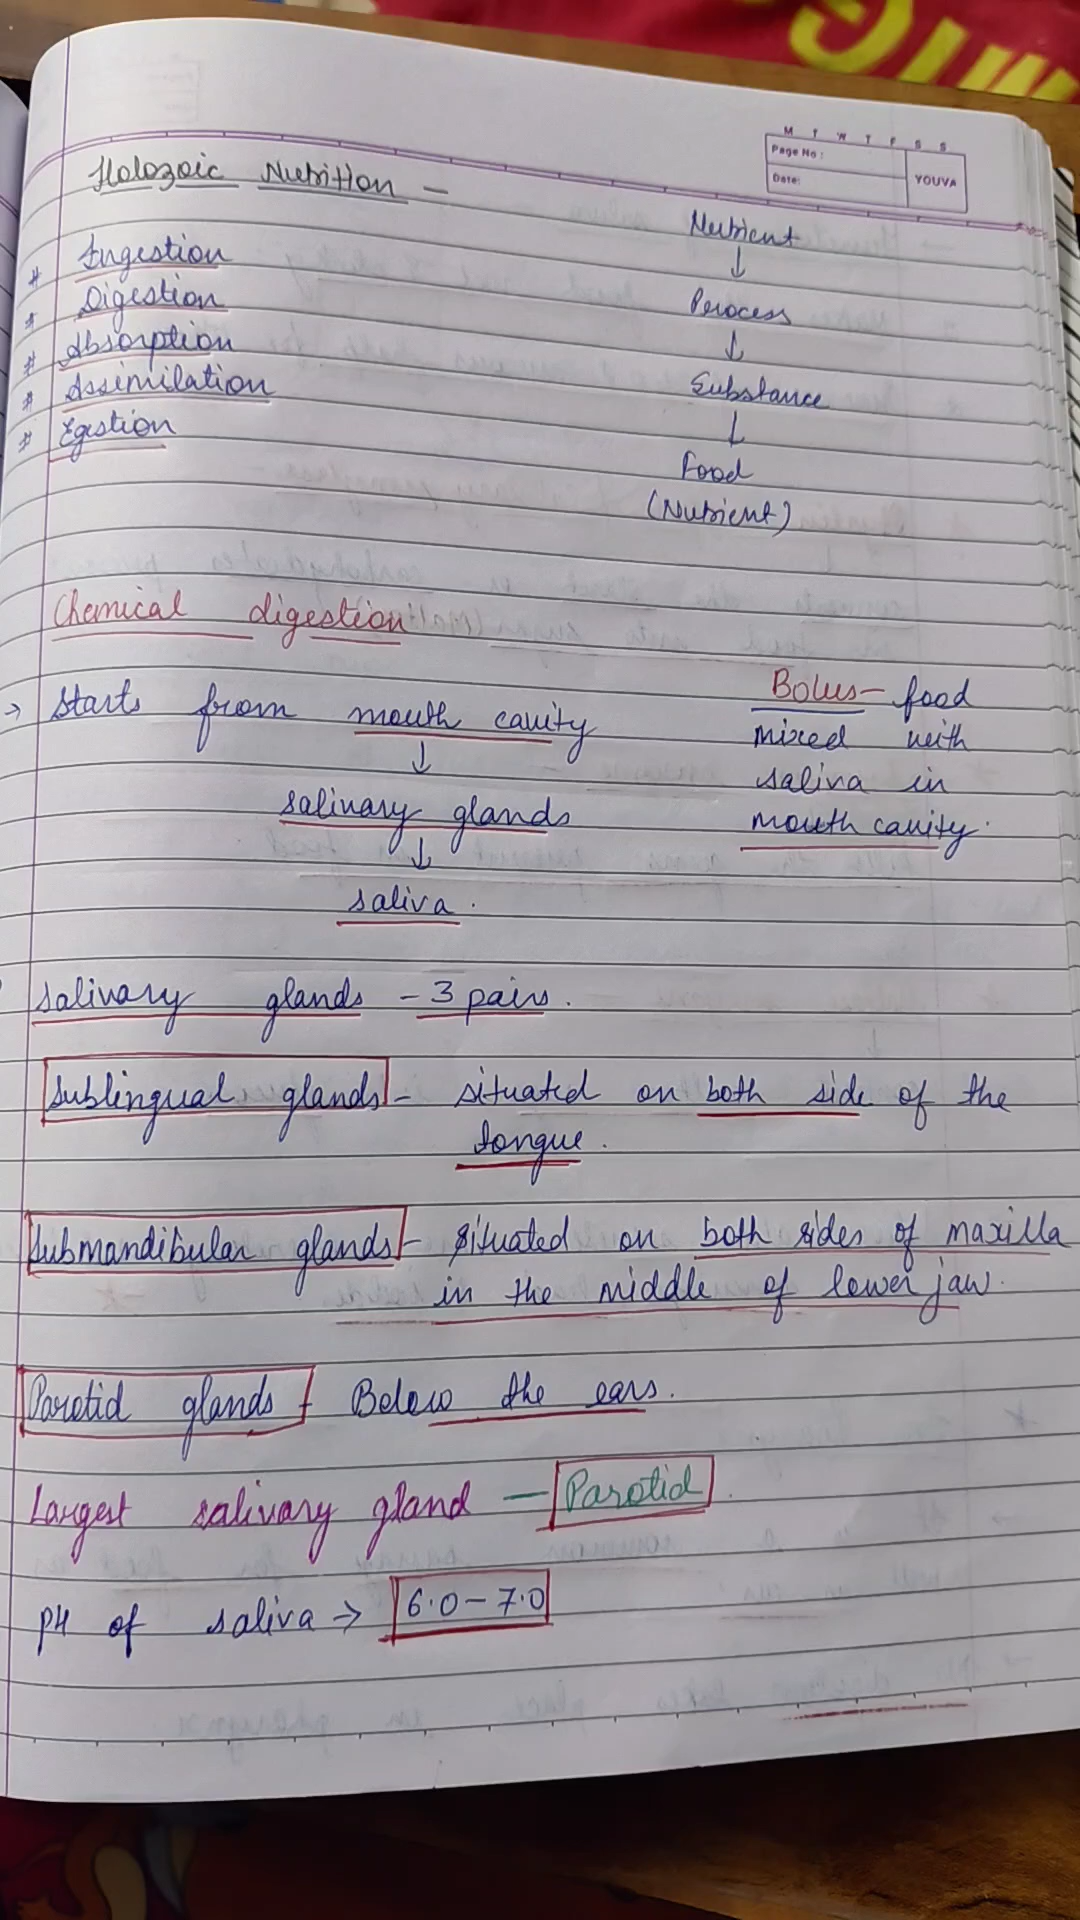 MIG
M T W T F S S
Page No :
Date:
YOUVA
Holozoic Nutrition –
# Ingestion
# Digestion
# Absorption
# Assimilation
# Egestion
Nutrient
↓
Process
↓
Substance
↓
Food
(Nutrient)
Chemical digestion
→ Starts from mouth cavity
↓
salivary glands
↓
saliva.
Bolus – food
mixed with
saliva in
mouth cavity.
Salivary glands – 3 pairs.
Sublingual glands – situated on both side of the
tongue.
Submandibular glands – situated on both sides of maxilla
in the middle of lower jaw.
Parotid glands – Below the ears.
Largest salivary gland – Parotid.
pH of saliva → 6.0 – 7.0